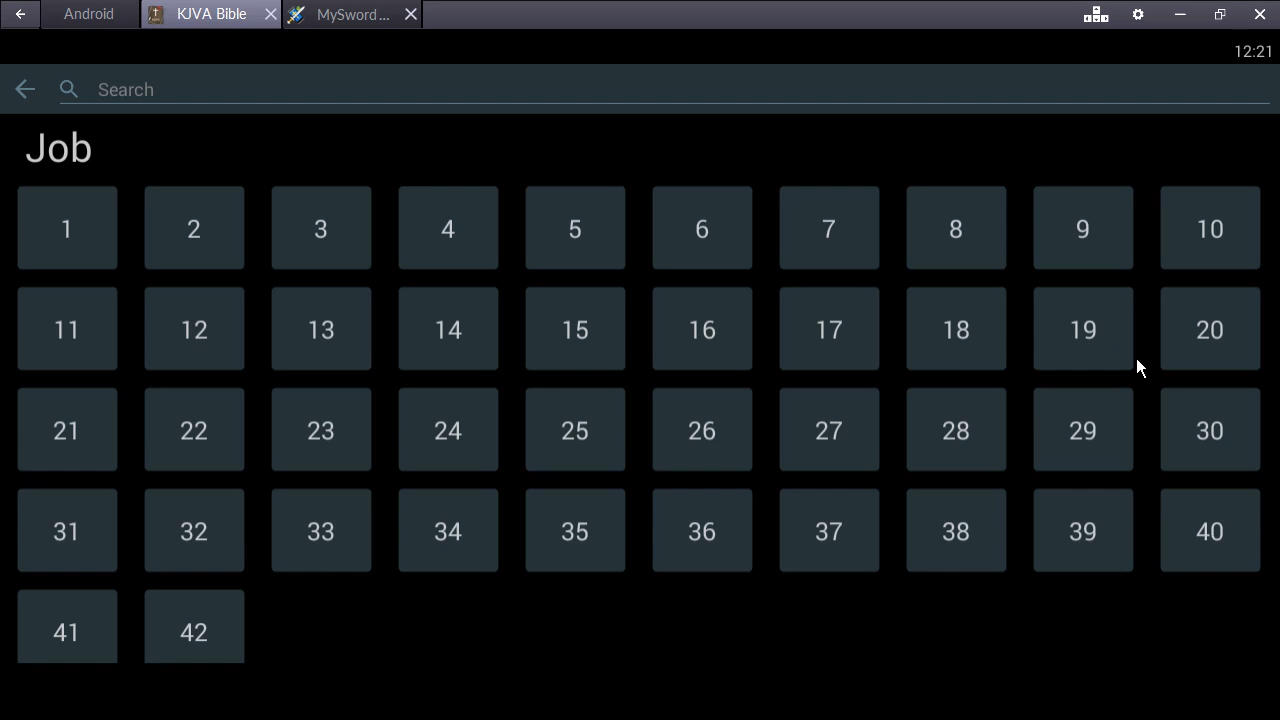 Android KJVA Bible MySword ...
12:21
Search
Job
1 2 3 4 5 6 7 8 9 10
11 12 13 14 15 16 17 18 19 20
21 22 23 24 25 26 27 28 29 30
31 32 33 34 35 36 37 38 39 40
41 42